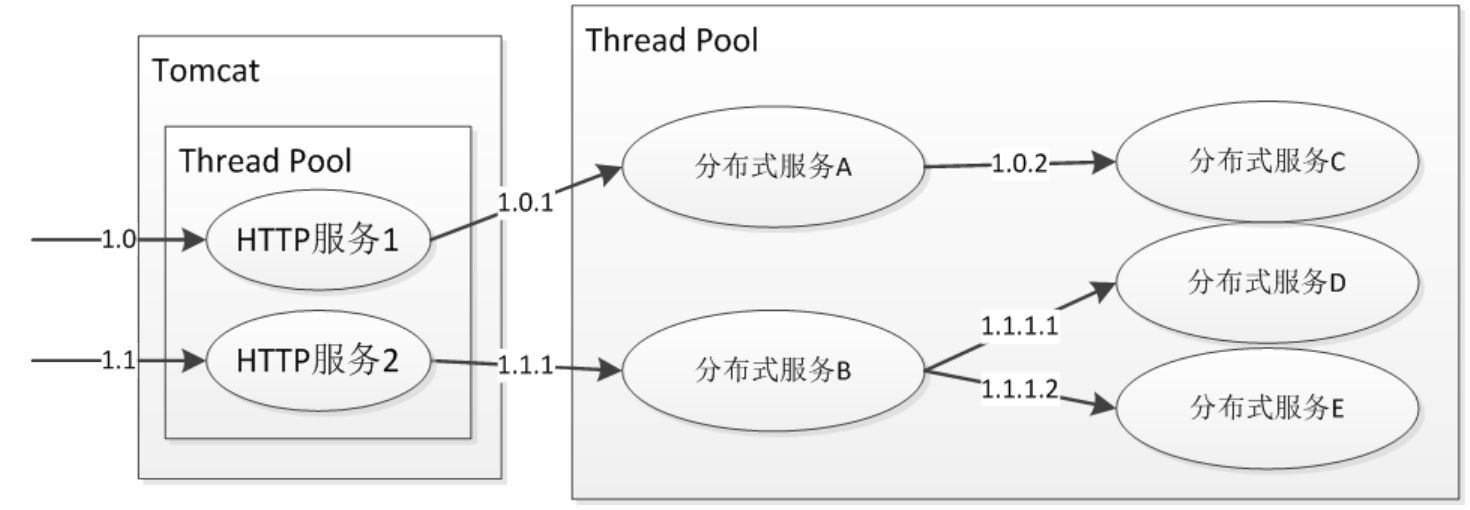 Thread Pool
Tomcat
Thread Pool
1.0
HTTP服务1
1.0.1
分布式服务A
1.0.2
分布式服务C
分布式服务D
1.1
HTTP服务2
1.1.1
分布式服务B
1.1.1.1
1.1.1.2
分布式服务E